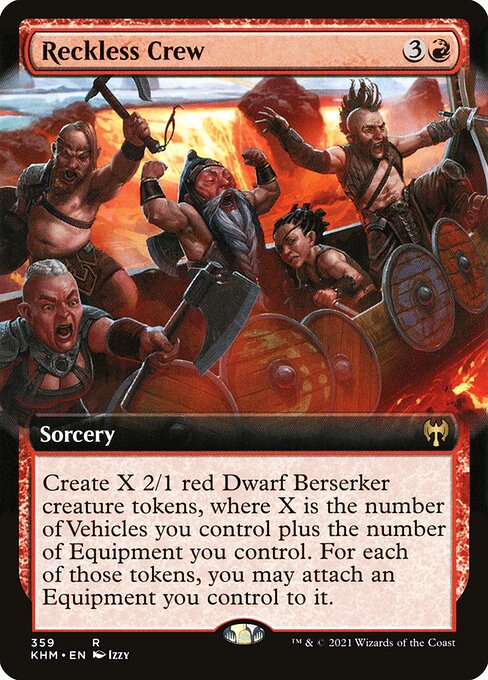 Reckless Crew 3
Sorcery
Create X 2/1 red Dwarf Berserker
creature tokens, where X is the number
of Vehicles you control plus the number
of Equipment you control. For each
of those tokens, you may attach an
Equipment you control to it.
359 R
KHM • EN Izzy
™ & © 2021 Wizards of the Coast